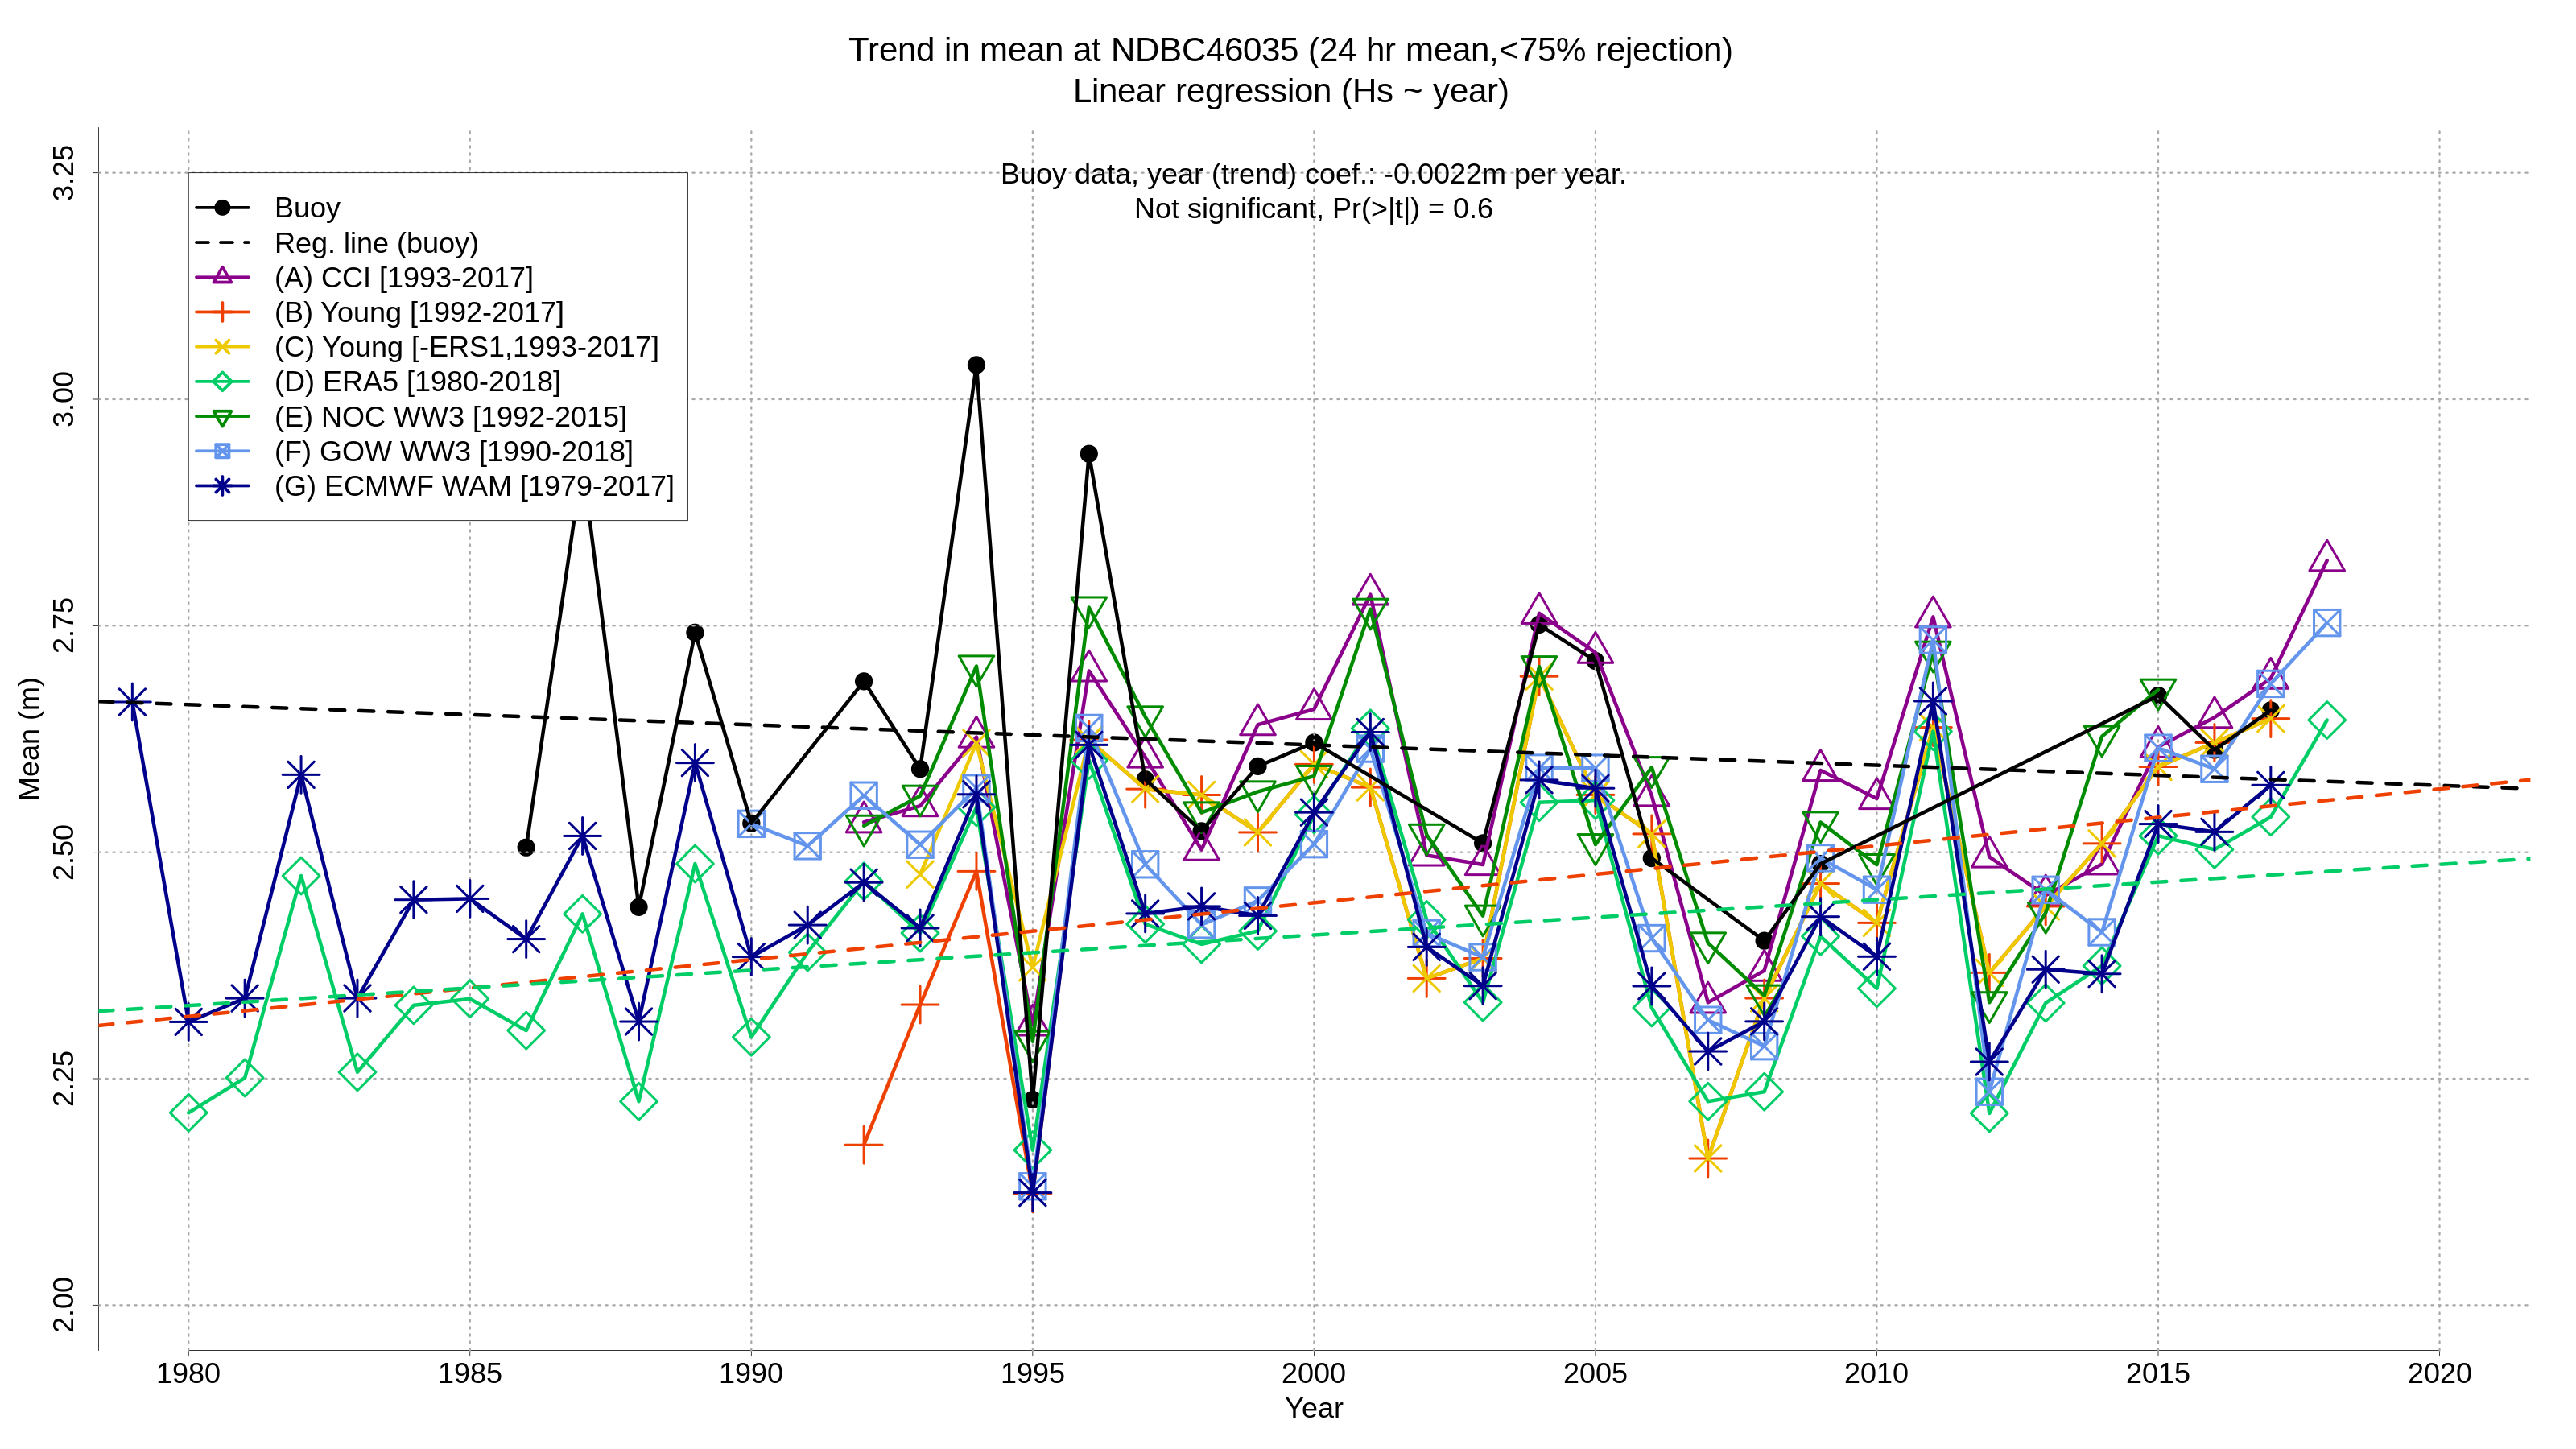 Trend in mean at NDBC46035 (24 hr mean,<75% rejection)
Linear regression (Hs ~ year)
Buoy data, year (trend) coef.: -0.0022m per year.
Not significant, Pr(>|t|) = 0.6
Buoy
Reg. line (buoy)
(A) CCI [1993-2017]
(B) Young [1992-2017]
(C) Young [-ERS1,1993-2017]
(D) ERA5 [1980-2018]
(E) NOC WW3 [1992-2015]
(F) GOW WW3 [1990-2018]
(G) ECMWF WAM [1979-2017]
Mean (m)
3.25
3.00
2.75
2.50
2.25
2.00
1980 1985 1990 1995 2000 2005 2010 2015 2020
Year